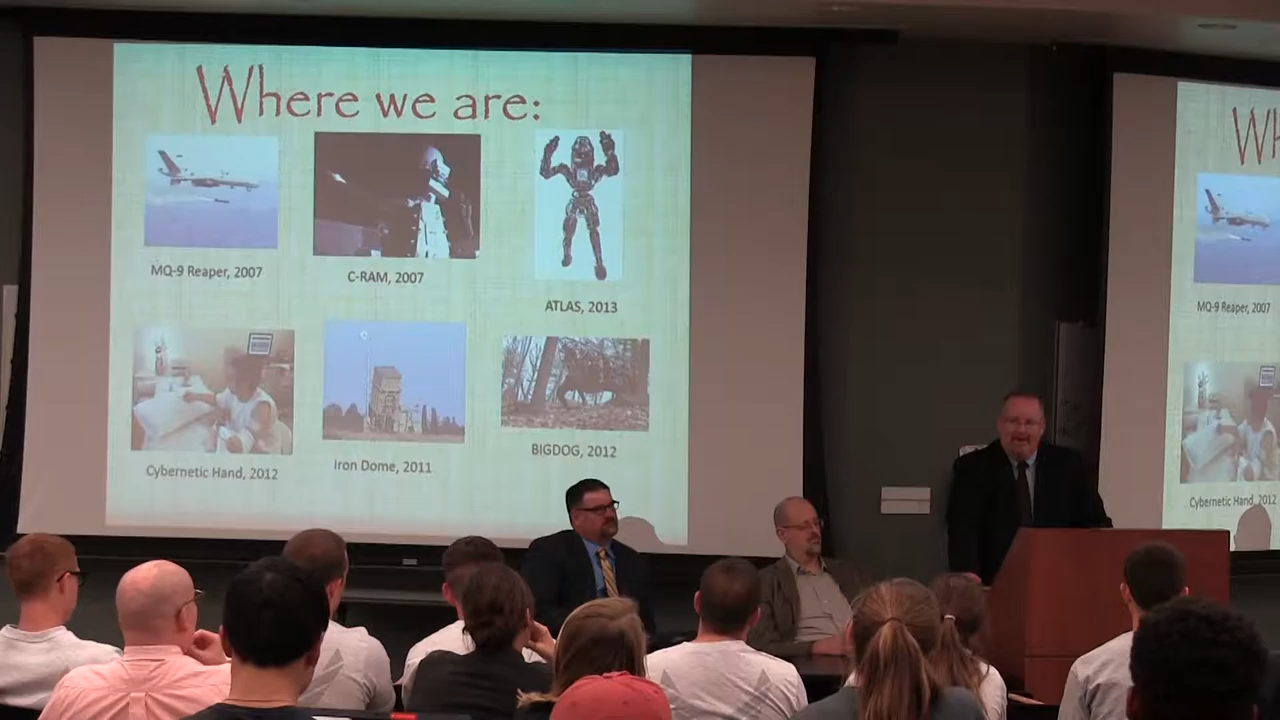 Where we are:
MQ-9 Reaper, 2007
C-RAM, 2007
ATLAS, 2013
Cybernetic Hand, 2012
Iron Dome, 2011
BIGDOG, 2012
Wh
MQ-9 Reaper, 2007
Cybernetic Hand, 2012